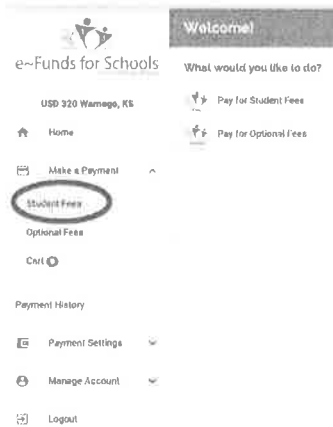 e~Funds for Schools
USD 320 Wamego, KS
Home
Make a Payment
Student Fees
Optional Fees
Cart
Payment History
Payment Settings
Manage Account
Logout
Welcome!
What would you like to do?
Pay for Student Fees
Pay for Optional Fees